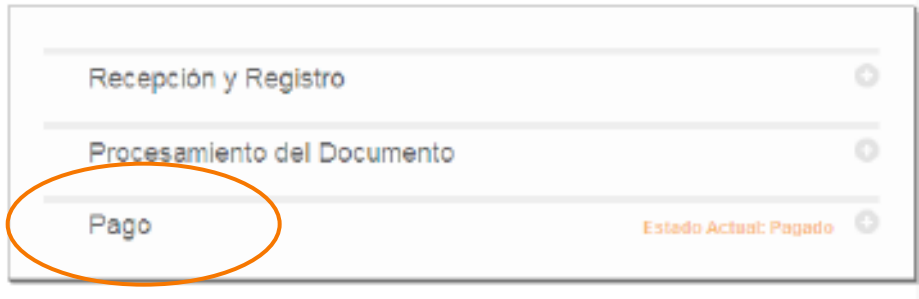 Recepción y Registro
Procesamiento del Documento
Pago Estado Actual: Pagado